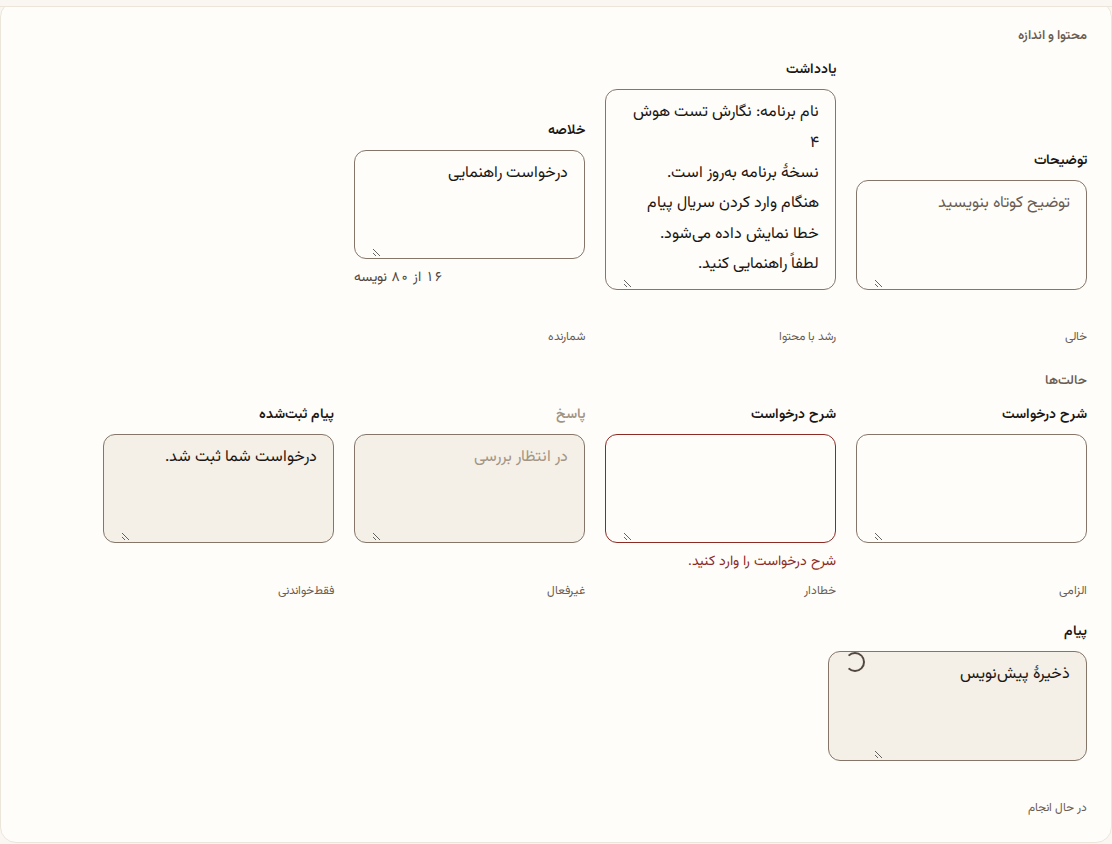 محتوا و اندازه
توضیحات
توضیح کوتاه بنویسید
خالی
یادداشت
نام برنامه: نگارش تست هوش
۴
نسخهٔ برنامه به‌روز است.
هنگام وارد کردن سریال پیام
خطا نمایش داده می‌شود.
لطفاً راهنمایی کنید.
رشد با محتوا
خلاصه
درخواست راهنمایی
۱۶ از ۸۰ نویسه
شمارنده
حالت‌ها
شرح درخواست
الزامی
شرح درخواست
شرح درخواست را وارد کنید.
خطادار
پاسخ
در انتظار بررسی
غیرفعال
پیام ثبت‌شده
درخواست شما ثبت شد.
فقط‌خواندنی
پیام
ذخیرهٔ پیش‌نویس
در حال انجام